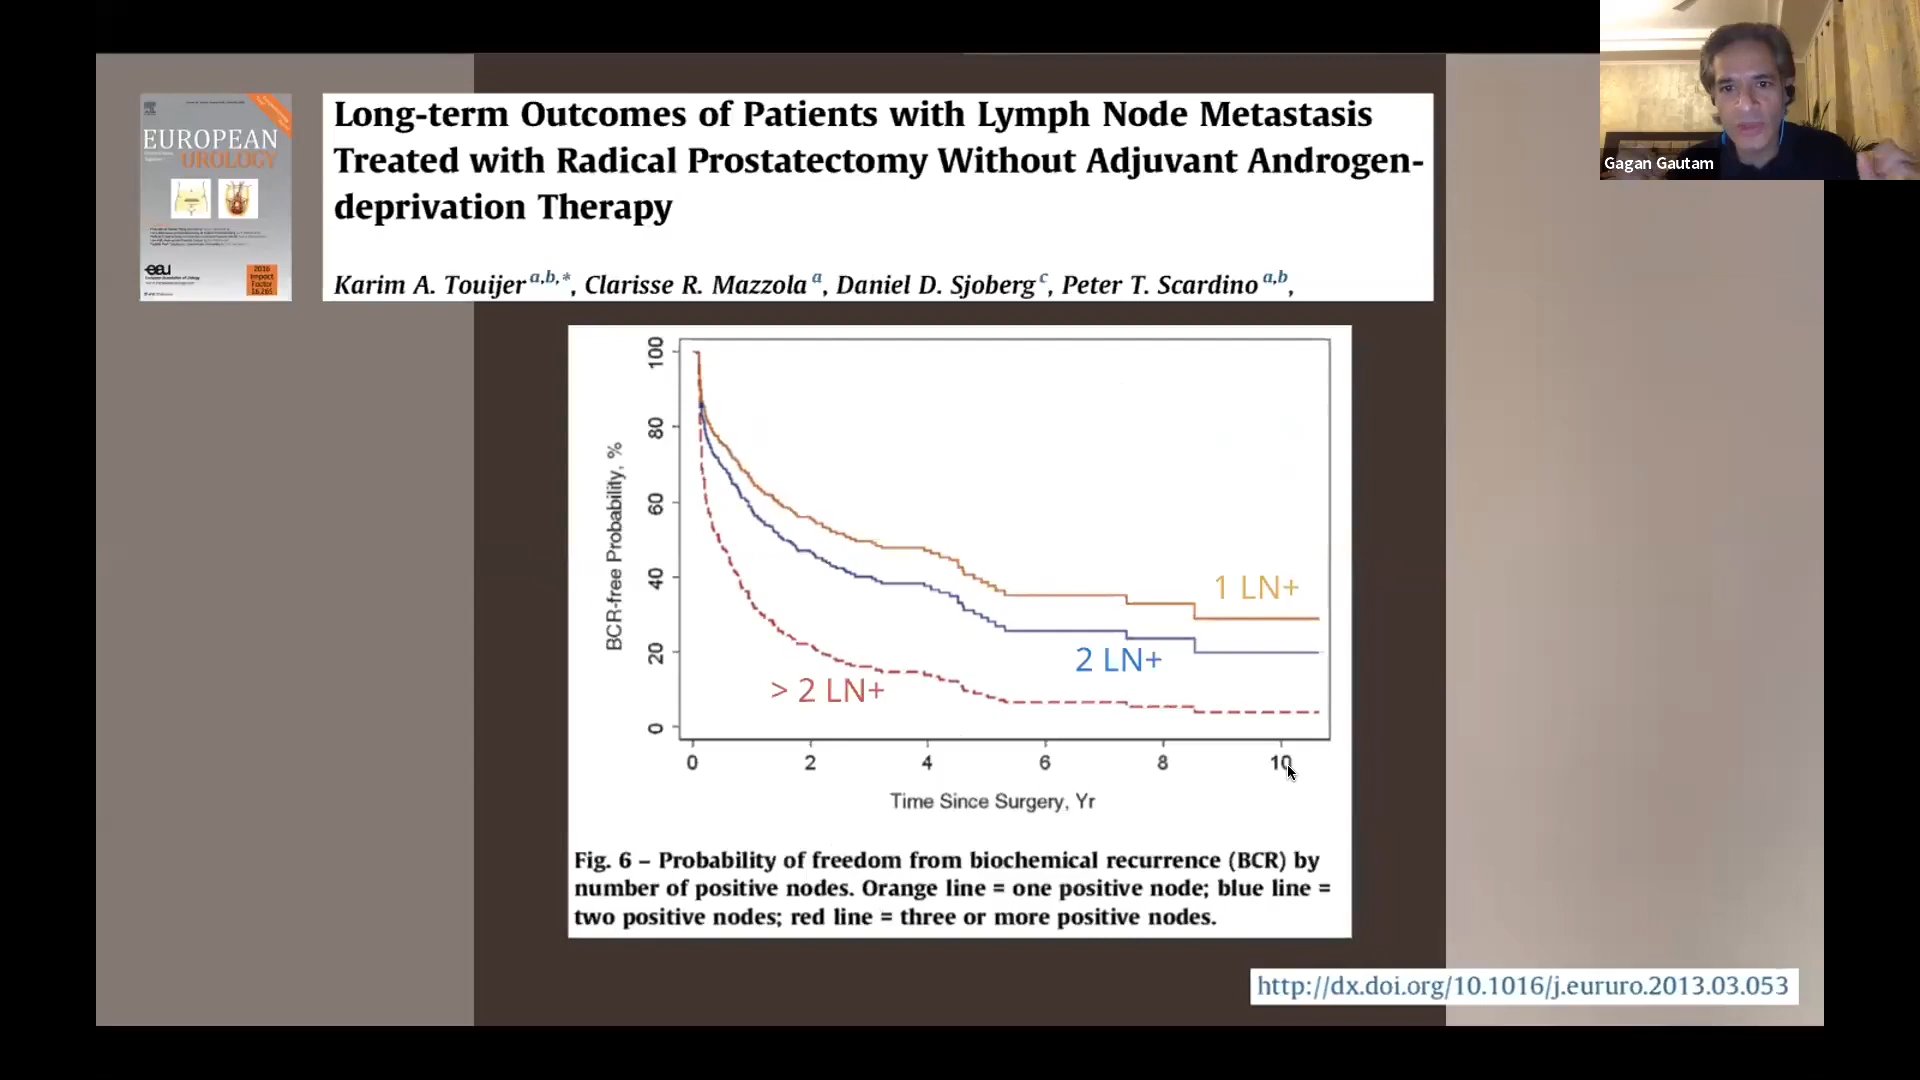 Gagan Gautam
EUROPEAN
UROLOGY
eau
2016
Impact
Factor
16.265
Long-term Outcomes of Patients with Lymph Node Metastasis
Treated with Radical Prostatectomy Without Adjuvant Androgen-
deprivation Therapy
Karim A. Touijer a,b,*, Clarisse R. Mazzola a, Daniel D. Sjoberg c, Peter T. Scardino a,b,
BCR-free Probability, %
100
80
60
40
20
0
1 LN+
2 LN+
> 2 LN+
0 2 4 6 8 10
Time Since Surgery, Yr
Fig. 6 – Probability of freedom from biochemical recurrence (BCR) by
number of positive nodes. Orange line = one positive node; blue line =
two positive nodes; red line = three or more positive nodes.
http://dx.doi.org/10.1016/j.eururo.2013.03.053